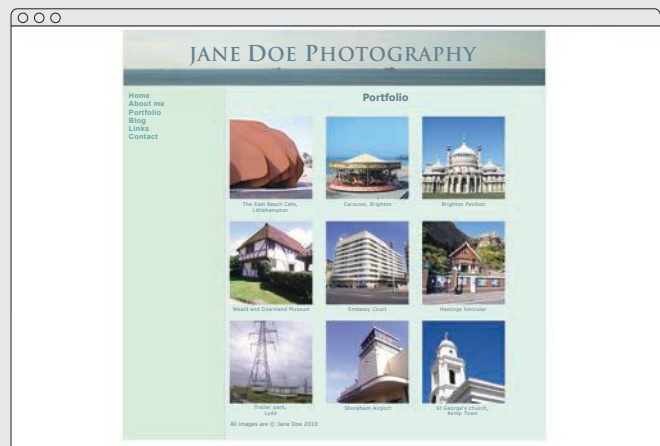 JANE DOE PHOTOGRAPHY
Home
About me
Portfolio
Blog
Links
Contact
Portfolio
The East Beach Cafe,
Littlehampton
Carousel, Brighton
Brighton Pavilion
Weald and Downland Museum
Embassy Court
Hastings funicular
Trailer park,
Lydd
Shoreham Airport
St George's church,
Kemp Town
All images are © Jane Doe 2010